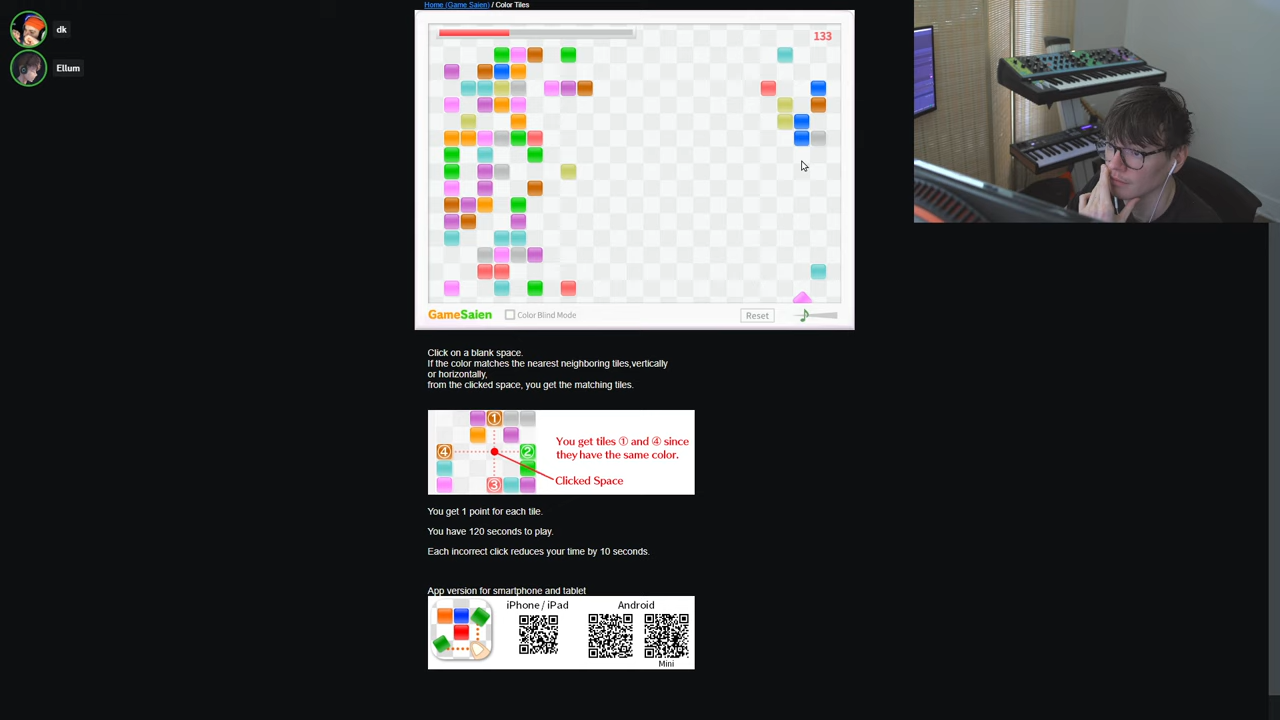 Home (Game Saien) / Color Tiles
dk
133
Ellum
GameSaien
Color Blind Mode
Reset
Click on a blank space.
If the color matches the nearest neighboring tiles,vertically
or horizontally,
from the clicked space, you get the matching tiles.
①
④
②
③
You get tiles ① and ④ since
they have the same color.
Clicked Space
You get 1 point for each tile.
You have 120 seconds to play.
Each incorrect click reduces your time by 10 seconds.
App version for smartphone and tablet
iPhone / iPad
Android
Mini